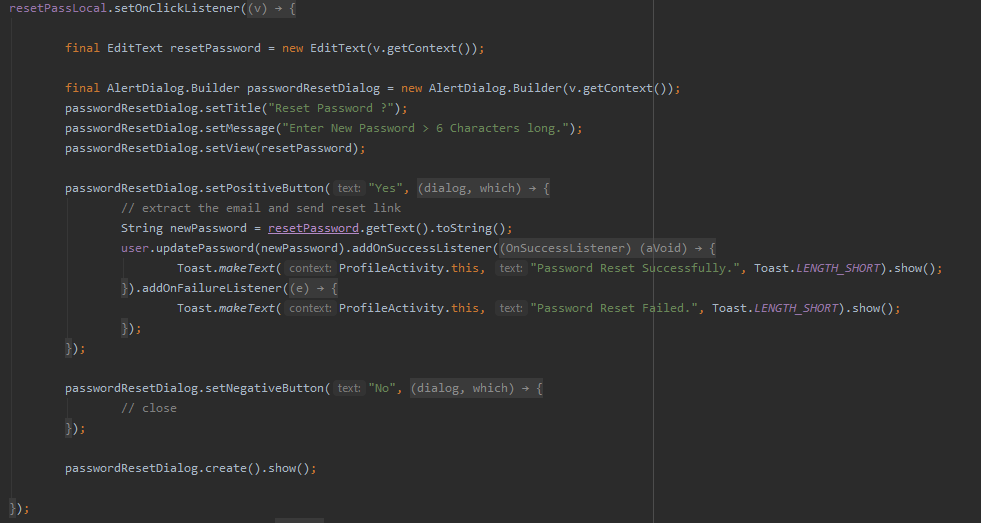 resetPassLocal.setOnClickListener((v) → {
final EditText resetPassword = new EditText(v.getContext());
final AlertDialog.Builder passwordResetDialog = new AlertDialog.Builder(v.getContext());
passwordResetDialog.setTitle("Reset Password ?");
passwordResetDialog.setMessage("Enter New Password > 6 Characters long.");
passwordResetDialog.setView(resetPassword);
passwordResetDialog.setPositiveButton( text: "Yes", (dialog, which) → {
// extract the email and send reset link
String newPassword = resetPassword.getText().toString();
user.updatePassword(newPassword).addOnSuccessListener((OnSuccessListener) (aVoid) → {
Toast.makeText( context: ProfileActivity.this, text: "Password Reset Successfully.", Toast.LENGTH_SHORT).show();
}).addOnFailureListener((e) → {
Toast.makeText( context: ProfileActivity.this, text: "Password Reset Failed.", Toast.LENGTH_SHORT).show();
});
});
passwordResetDialog.setNegativeButton( text: "No", (dialog, which) → {
// close
});
passwordResetDialog.create().show();
});